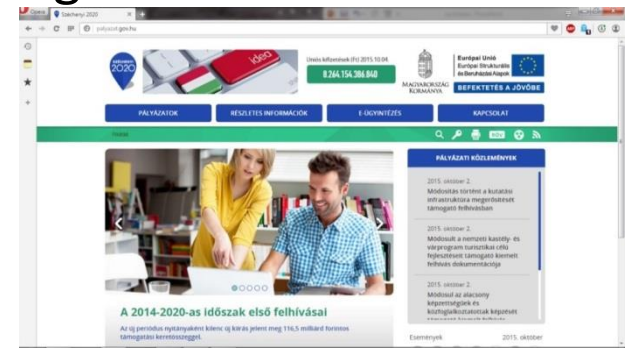 Opera
Széchenyi 2020
palyazat.gov.hu
SZÉCHENYI
2020
idea
Uniós kifizetések (Ft) 2015.10.04.
8.264.154.386.840
MAGYARORSZÁG
KORMÁNYA
Európai Unió
Európai Strukturális
és Beruházási Alapok
BEFEKTETÉS A JÖVŐBE
PÁLYÁZATOK
RÉSZLETES INFORMÁCIÓK
E-ÜGYINTÉZÉS
KAPCSOLAT
PÁLYÁZATI KÖZLEMÉNYEK
2015. október 2.
Módosítás történt a kutatási
infrastruktúra megerősítését
támogató felhívásban
2015. október 2.
Módosult a nemzeti kastély- és
várprogram turisztikai célú
fejlesztéseit támogató kiemelt
felhívás dokumentációja
2015. október 2.
Módosul az alacsony
képzettségűek és
közfoglalkoztatottak képzését
A 2014-2020-as időszak első felhívásai
Az új periódus nyitányaként kilenc új kiírás jelent meg 116,5 milliárd forintos
támogatási keretösszeggel.
Események
2015. október